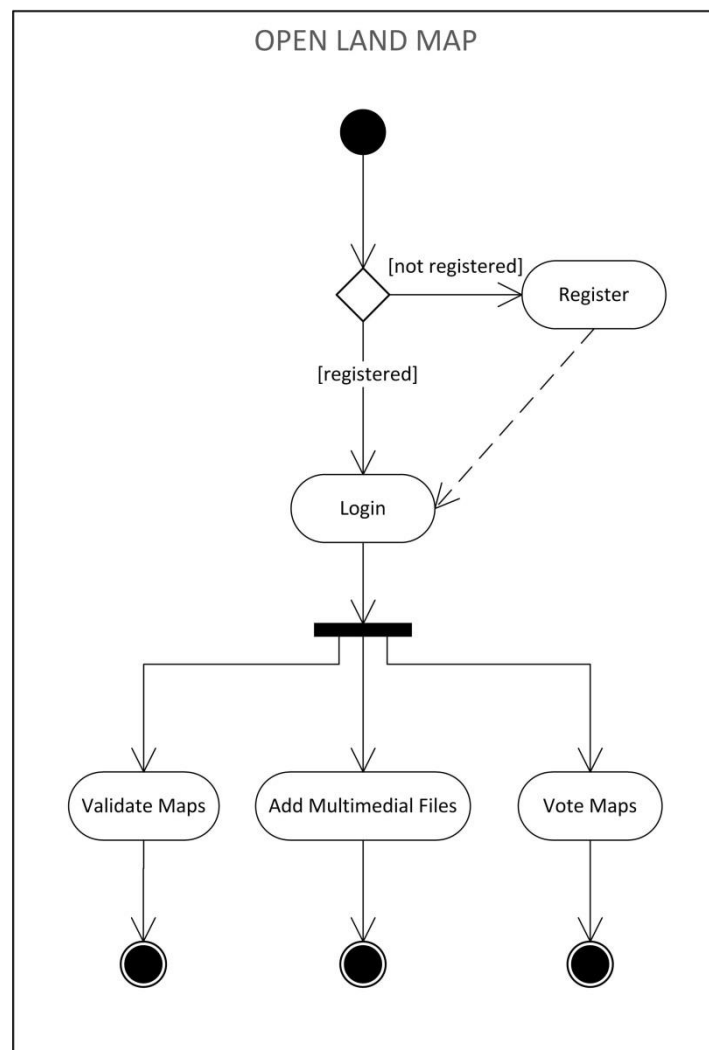 OPEN LAND MAP
[not registered]
Register
[registered]
Login
Validate Maps
Add Multimedial Files
Vote Maps